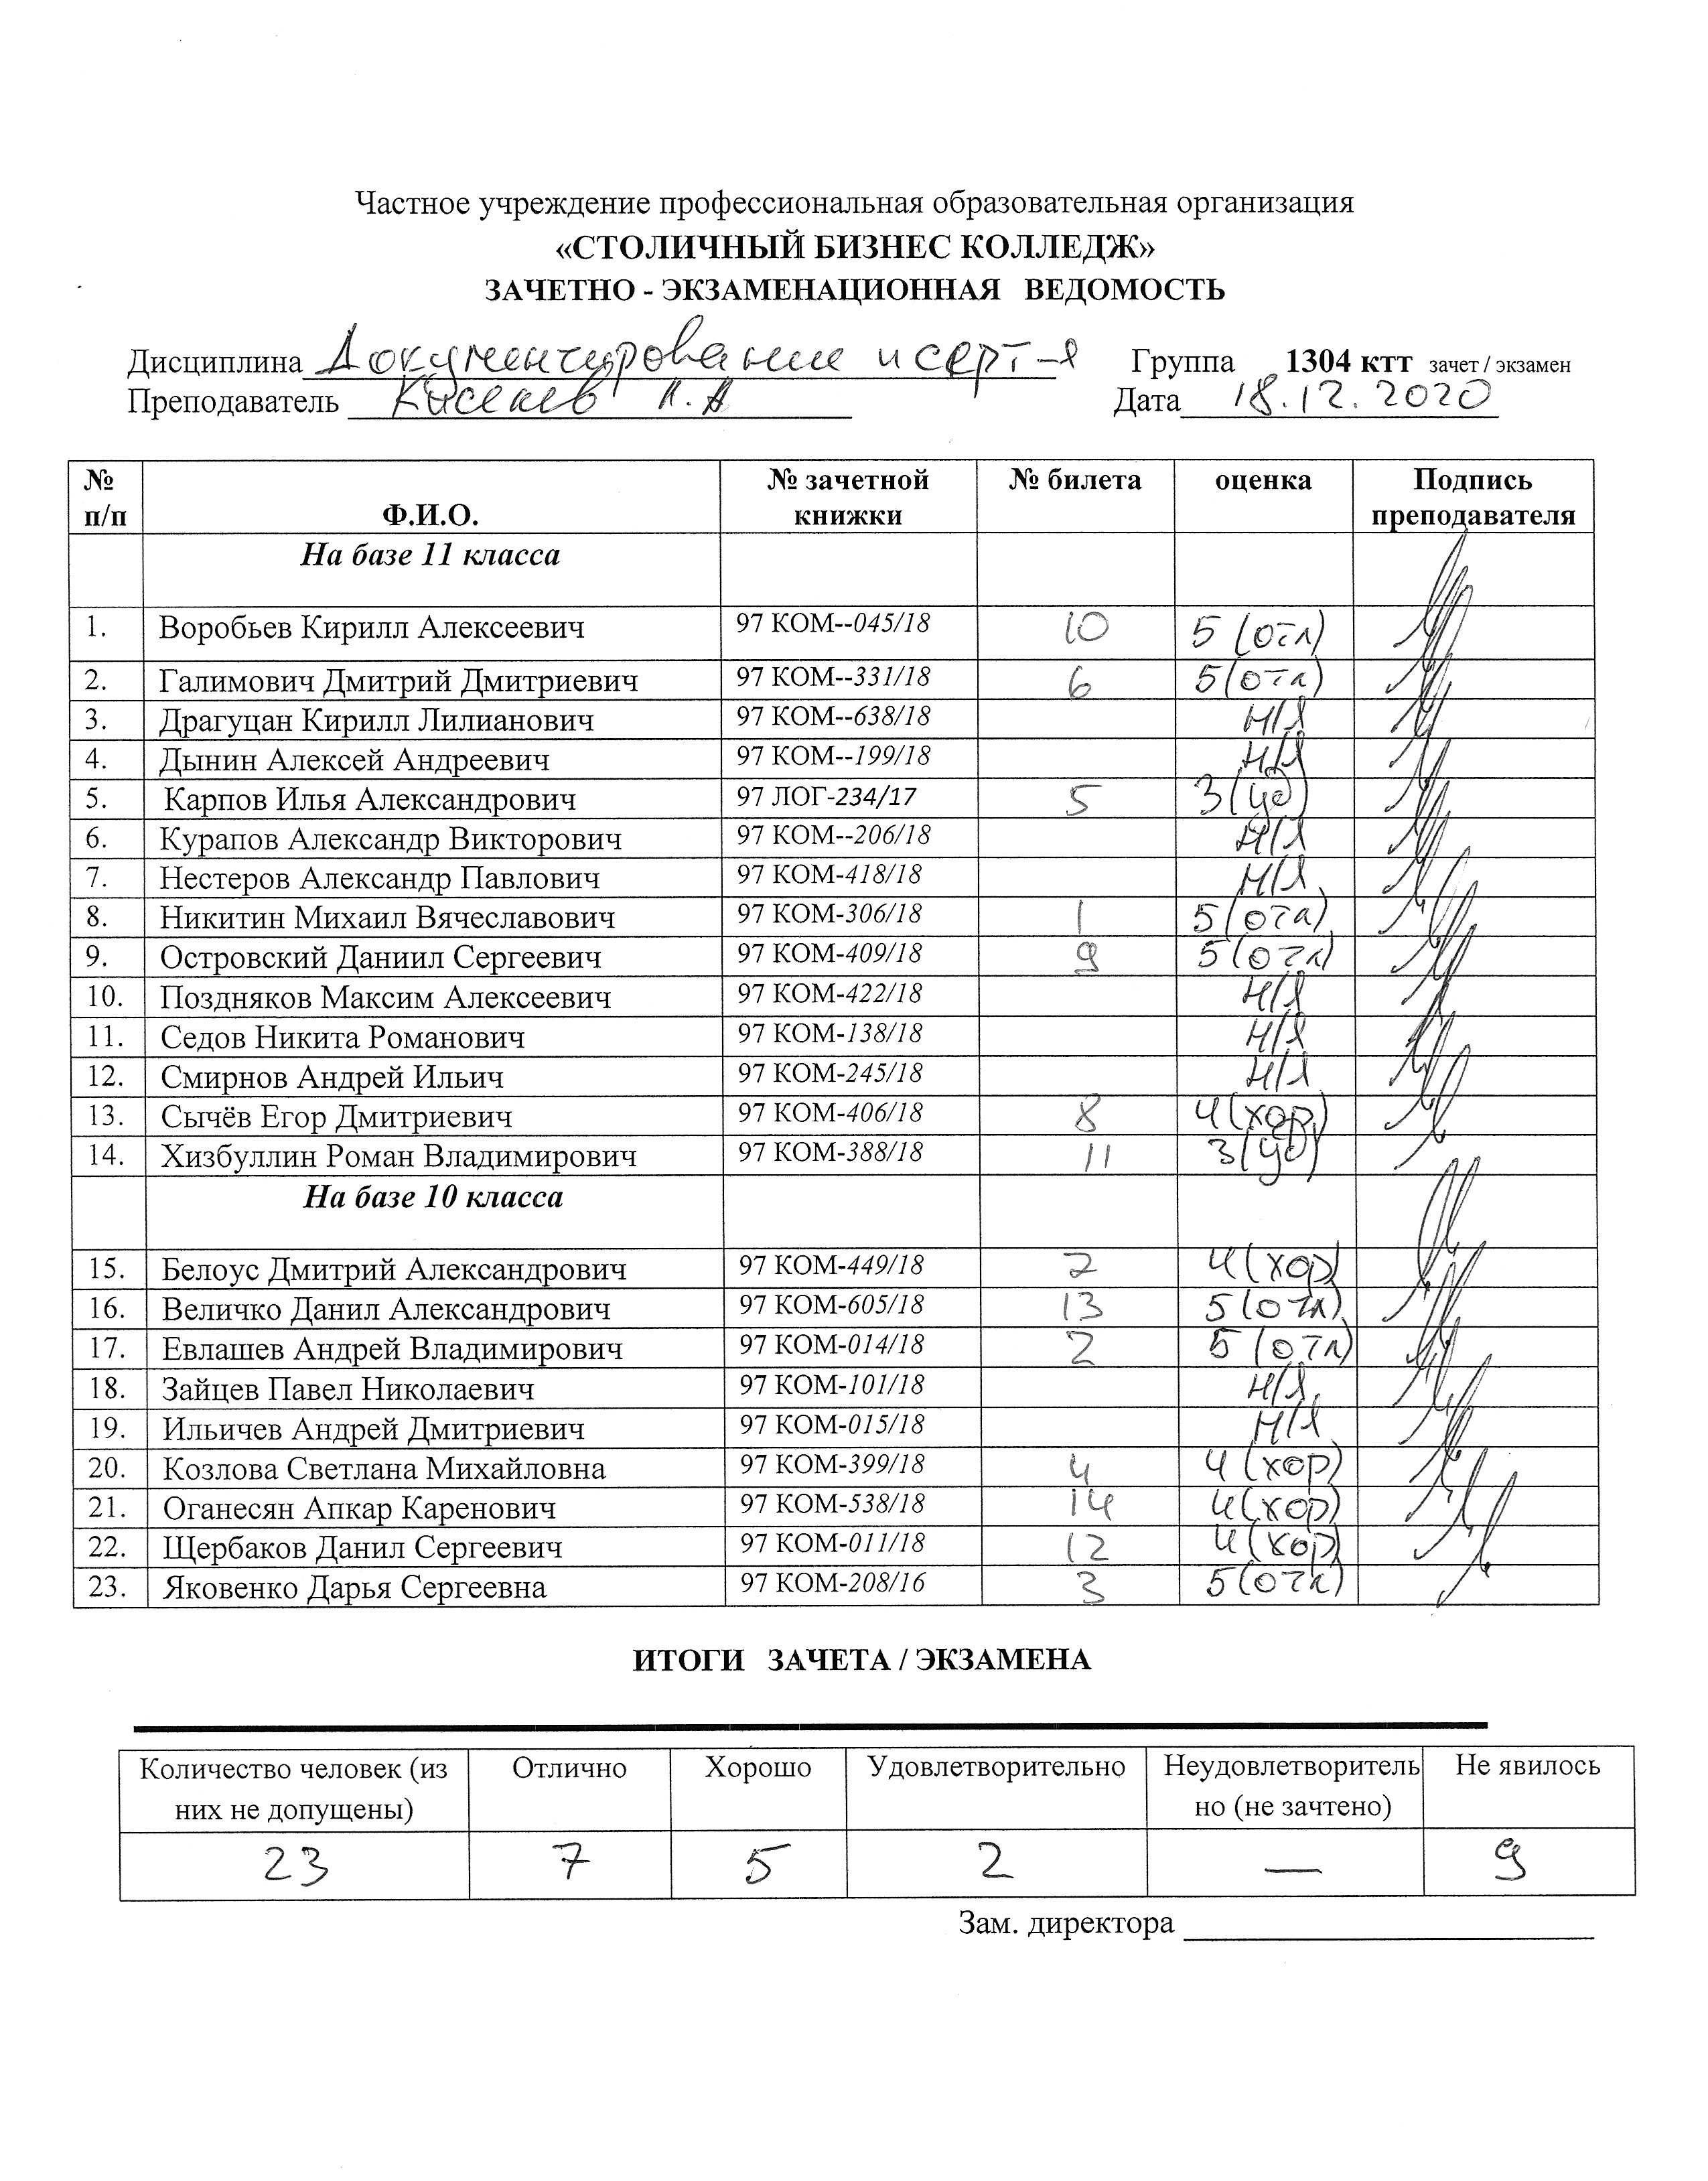 Частное учреждение профессиональная образовательная организация
«СТОЛИЧНЫЙ БИЗНЕС КОЛЛЕДЖ»
ЗАЧЕТНО - ЭКЗАМЕНАЦИОННАЯ ВЕДОМОСТЬ
Дисциплина Документирование и серт-я Группа 1304 ктт зачет / экзамен
Преподаватель Дата 18.12.2020
№ п/п Ф.И.О. № зачетной книжки № билета оценка Подпись преподавателя
На базе 11 класса
1. Воробьев Кирилл Алексеевич 97 КОМ--045/18 10 5 (отл)
2. Галимович Дмитрий Дмитриевич 97 КОМ--331/18 6 5(отл)
3. Драгуцан Кирилл Лилианович 97 КОМ--638/18 н/я
4. Дынин Алексей Андреевич 97 КОМ--199/18 н/я
5. Карпов Илья Александрович 97 ЛОГ-234/17 5 3(уд)
6. Курапов Александр Викторович 97 КОМ--206/18 н/я
7. Нестеров Александр Павлович 97 КОМ-418/18 н/я
8. Никитин Михаил Вячеславович 97 КОМ-306/18 1 5(отл)
9. Островский Даниил Сергеевич 97 КОМ-409/18 9 5(отл)
10. Поздняков Максим Алексеевич 97 КОМ-422/18 н/я
11. Седов Никита Романович 97 КОМ-138/18 н/я
12. Смирнов Андрей Ильич 97 КОМ-245/18 н/я
13. Сычёв Егор Дмитриевич 97 КОМ-406/18 8 4(хор)
14. Хизбуллин Роман Владимирович 97 КОМ-388/18 11 3(уд)
На базе 10 класса
15. Белоус Дмитрий Александрович 97 КОМ-449/18 7 4(хор)
16. Величко Данил Александрович 97 КОМ-605/18 13 5(отл)
17. Евлашев Андрей Владимирович 97 КОМ-014/18 2 5 (отл)
18. Зайцев Павел Николаевич 97 КОМ-101/18 н/я
19. Ильичев Андрей Дмитриевич 97 КОМ-015/18 н/я
20. Козлова Светлана Михайловна 97 КОМ-399/18 4 4 (хор)
21. Оганесян Апкар Каренович 97 КОМ-538/18 14 4(хор)
22. Щербаков Данил Сергеевич 97 КОМ-011/18 12 4(хор)
23. Яковенко Дарья Сергеевна 97 КОМ-208/16 3 5(отл)
ИТОГИ ЗАЧЕТА / ЭКЗАМЕНА
Количество человек (из Отлично Хорошо Удовлетворительно Неудовлетворитель Не явилось
них не допущены) но (не зачтено)
23 7 5 2 — 9
Зам. директора